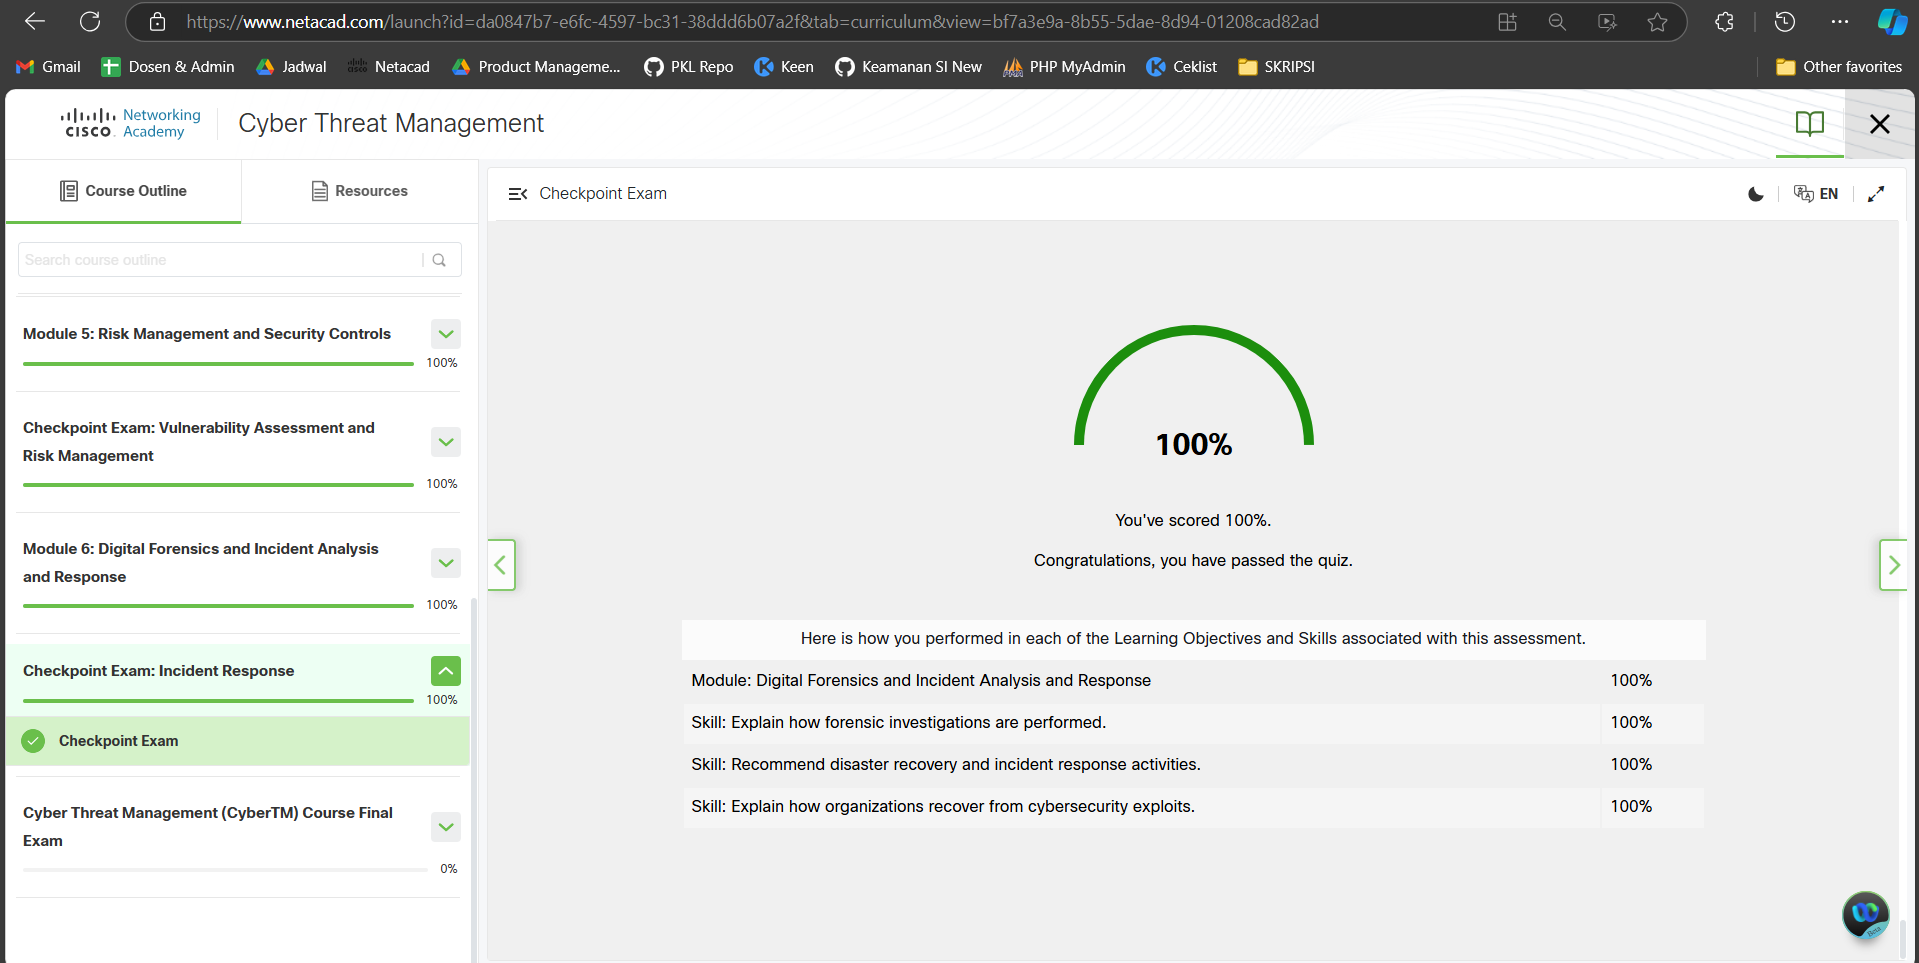 https://www.netacad.com/launch?id=da0847b7-e6fc-4597-bc31-38ddd6b07a2f&tab=curriculum&view=bf7a3e9a-8b55-5dae-8d94-01208cad82ad
Gmail Dosen & Admin Jadwal Netacad Product Manageme... PKL Repo Keen Keamanan SI New PHP MyAdmin Ceklist SKRIPSI Other favorites
CISCO Networking Academy
Cyber Threat Management
Course Outline
Resources
Checkpoint Exam
EN
Search course outline
Module 5: Risk Management and Security Controls
100%
Checkpoint Exam: Vulnerability Assessment and
Risk Management
100%
Module 6: Digital Forensics and Incident Analysis
and Response
100%
Checkpoint Exam: Incident Response
100%
Checkpoint Exam
Cyber Threat Management (CyberTM) Course Final
Exam
0%
100%
You've scored 100%.
Congratulations, you have passed the quiz.
Here is how you performed in each of the Learning Objectives and Skills associated with this assessment.
Module: Digital Forensics and Incident Analysis and Response 100%
Skill: Explain how forensic investigations are performed. 100%
Skill: Recommend disaster recovery and incident response activities. 100%
Skill: Explain how organizations recover from cybersecurity exploits. 100%
Beta